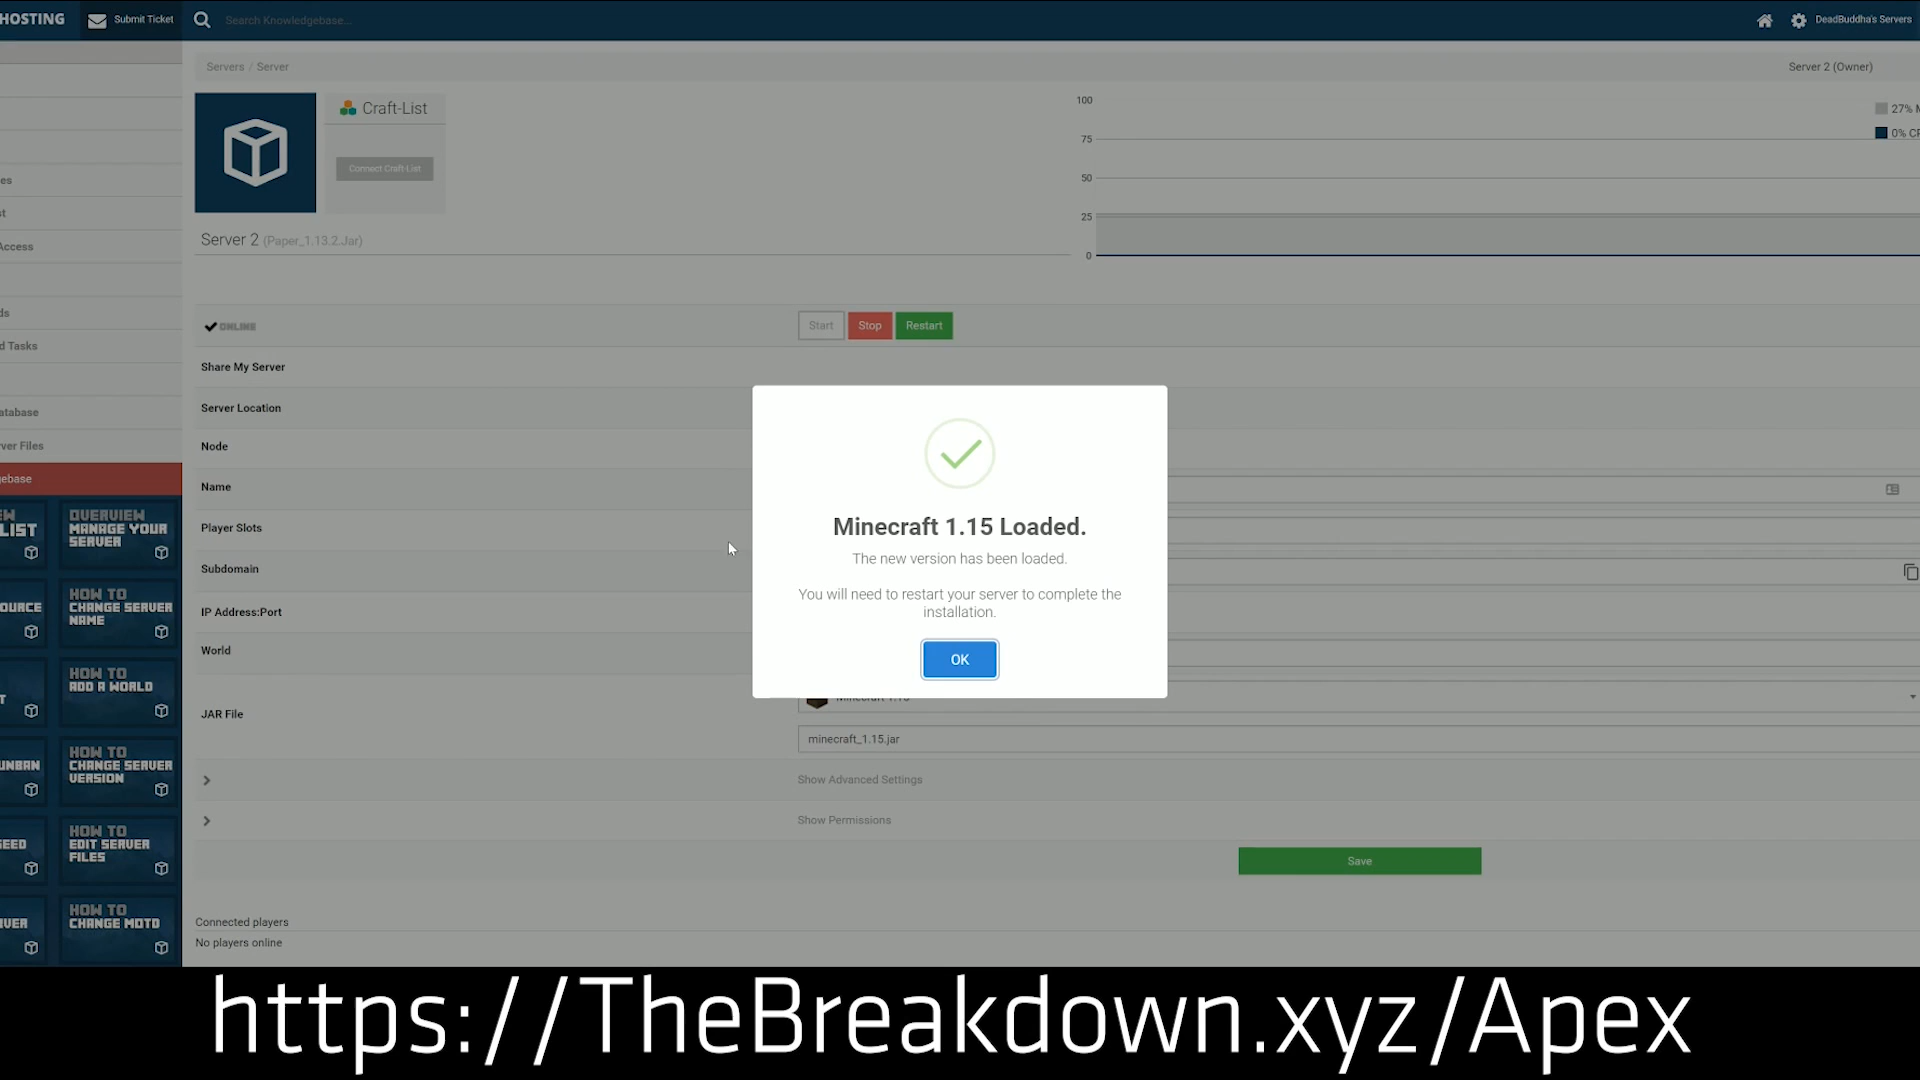 HOSTING
Submit Ticket
Search Knowledgebase...
DeadBuddha's Servers
Servers / Server
Server 2 (Owner)
Craft-List
Connect Craft-List
100
75
50
25
0
27% M
0% CP
Server 2 (Paper_1.13.2.Jar)
es
st
Access
ds
d Tasks
atabase
ver Files
ebase
ONLINE
Start
Stop
Restart
Share My Server
Server Location
Node
Name
Player Slots
Subdomain
IP Address:Port
World
JAR File
Minecraft 1.15 Loaded.
The new version has been loaded.
You will need to restart your server to complete the
installation.
OK
minecraft_1.15.jar
Show Advanced Settings
Show Permissions
Save
Connected players
No players online
LIST
OVERVIEW
MANAGE YOUR
SERVER
OURCE
HOW TO
CHANGE SERVER
NAME
T
HOW TO
ADD A WORLD
UNBAN
HOW TO
CHANGE SERVER
VERSION
SEED
HOW TO
EDIT SERVER
FILES
VER
HOW TO
CHANGE MOTD
https://TheBreakdown.xyz/Apex